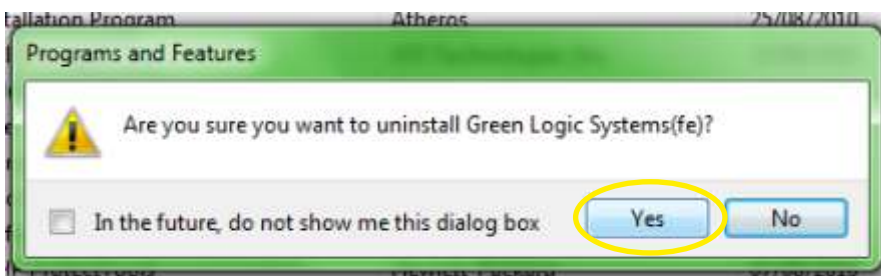 tallation Program Atheros 25/08/2010
Programs and Features
Are you sure you want to uninstall Green Logic Systems(fe)?
In the future, do not show me this dialog box Yes No